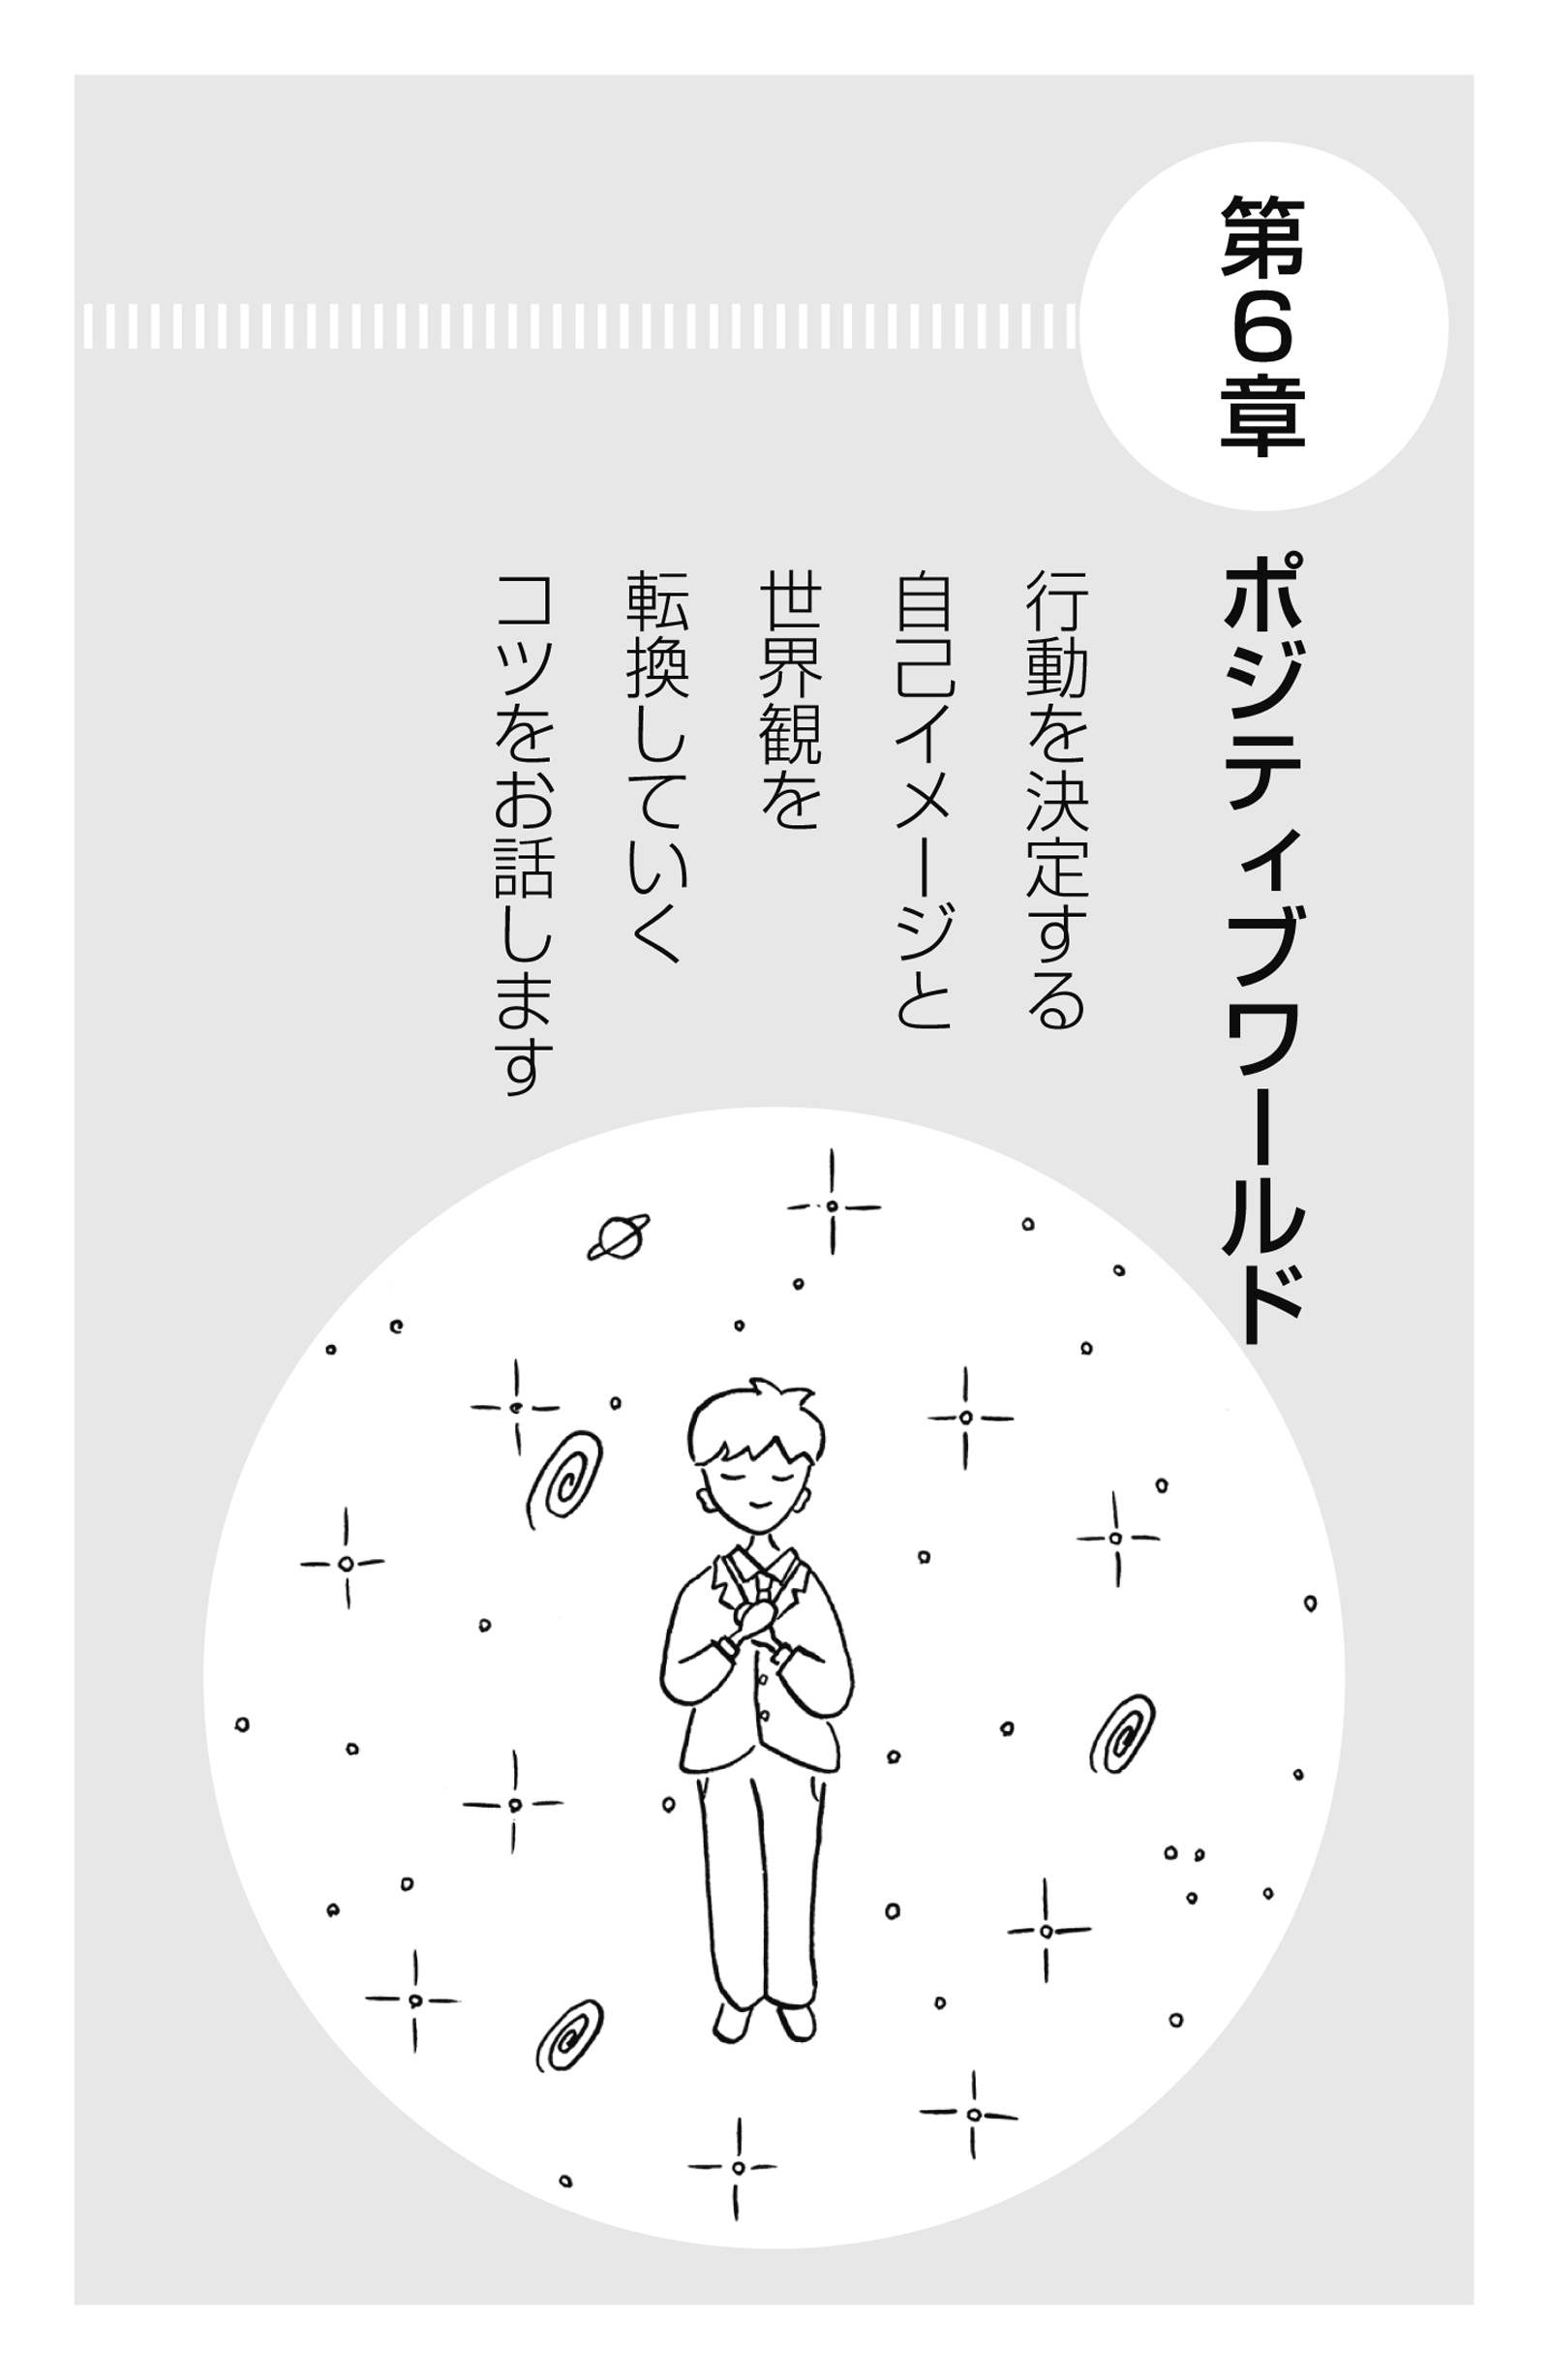 第6章
ポジティブワールド
行動を決定する
自己イメージと
世界観を
転換していく
コツをお話しします